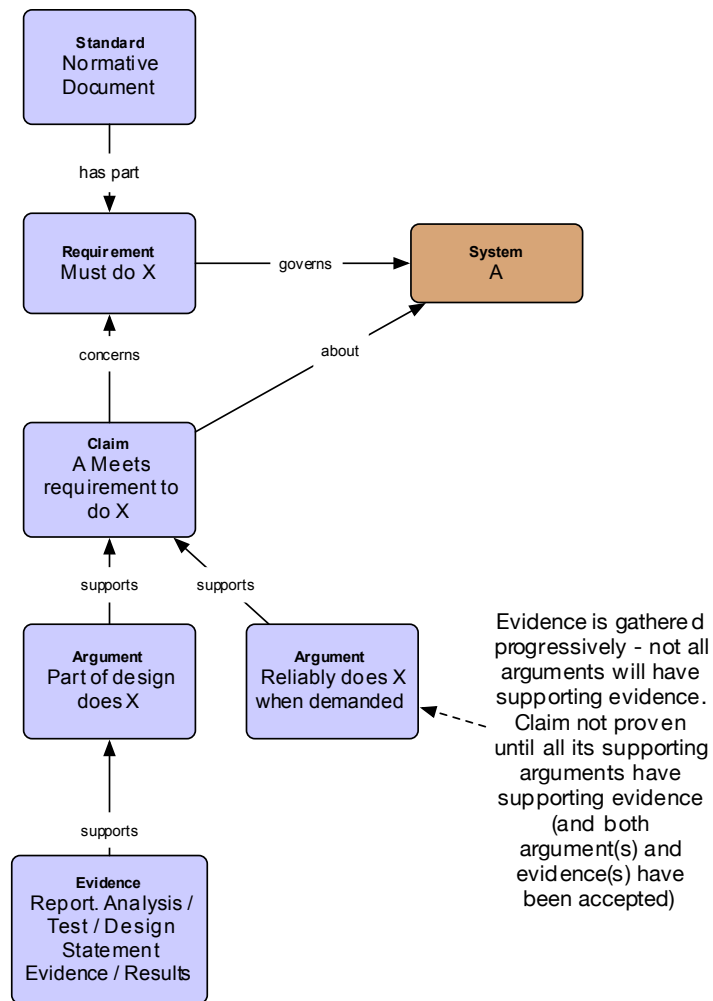 Standard
Normative
Document
has part
Requirement
Must do X
governs
System
A
concerns
about
Claim
A Meets
requirement to
do X
supports
supports
Argument
Part of design
does X
Argument
Reliably does X
when demanded
Evidence is gathered
progressively - not all
arguments will have
supporting evidence.
Claim not proven
until all its supporting
arguments have
supporting evidence
(and both
argument(s) and
evidence(s) have
been accepted)
supports
Evidence
Report. Analysis /
Test / Design
Statement
Evidence / Results